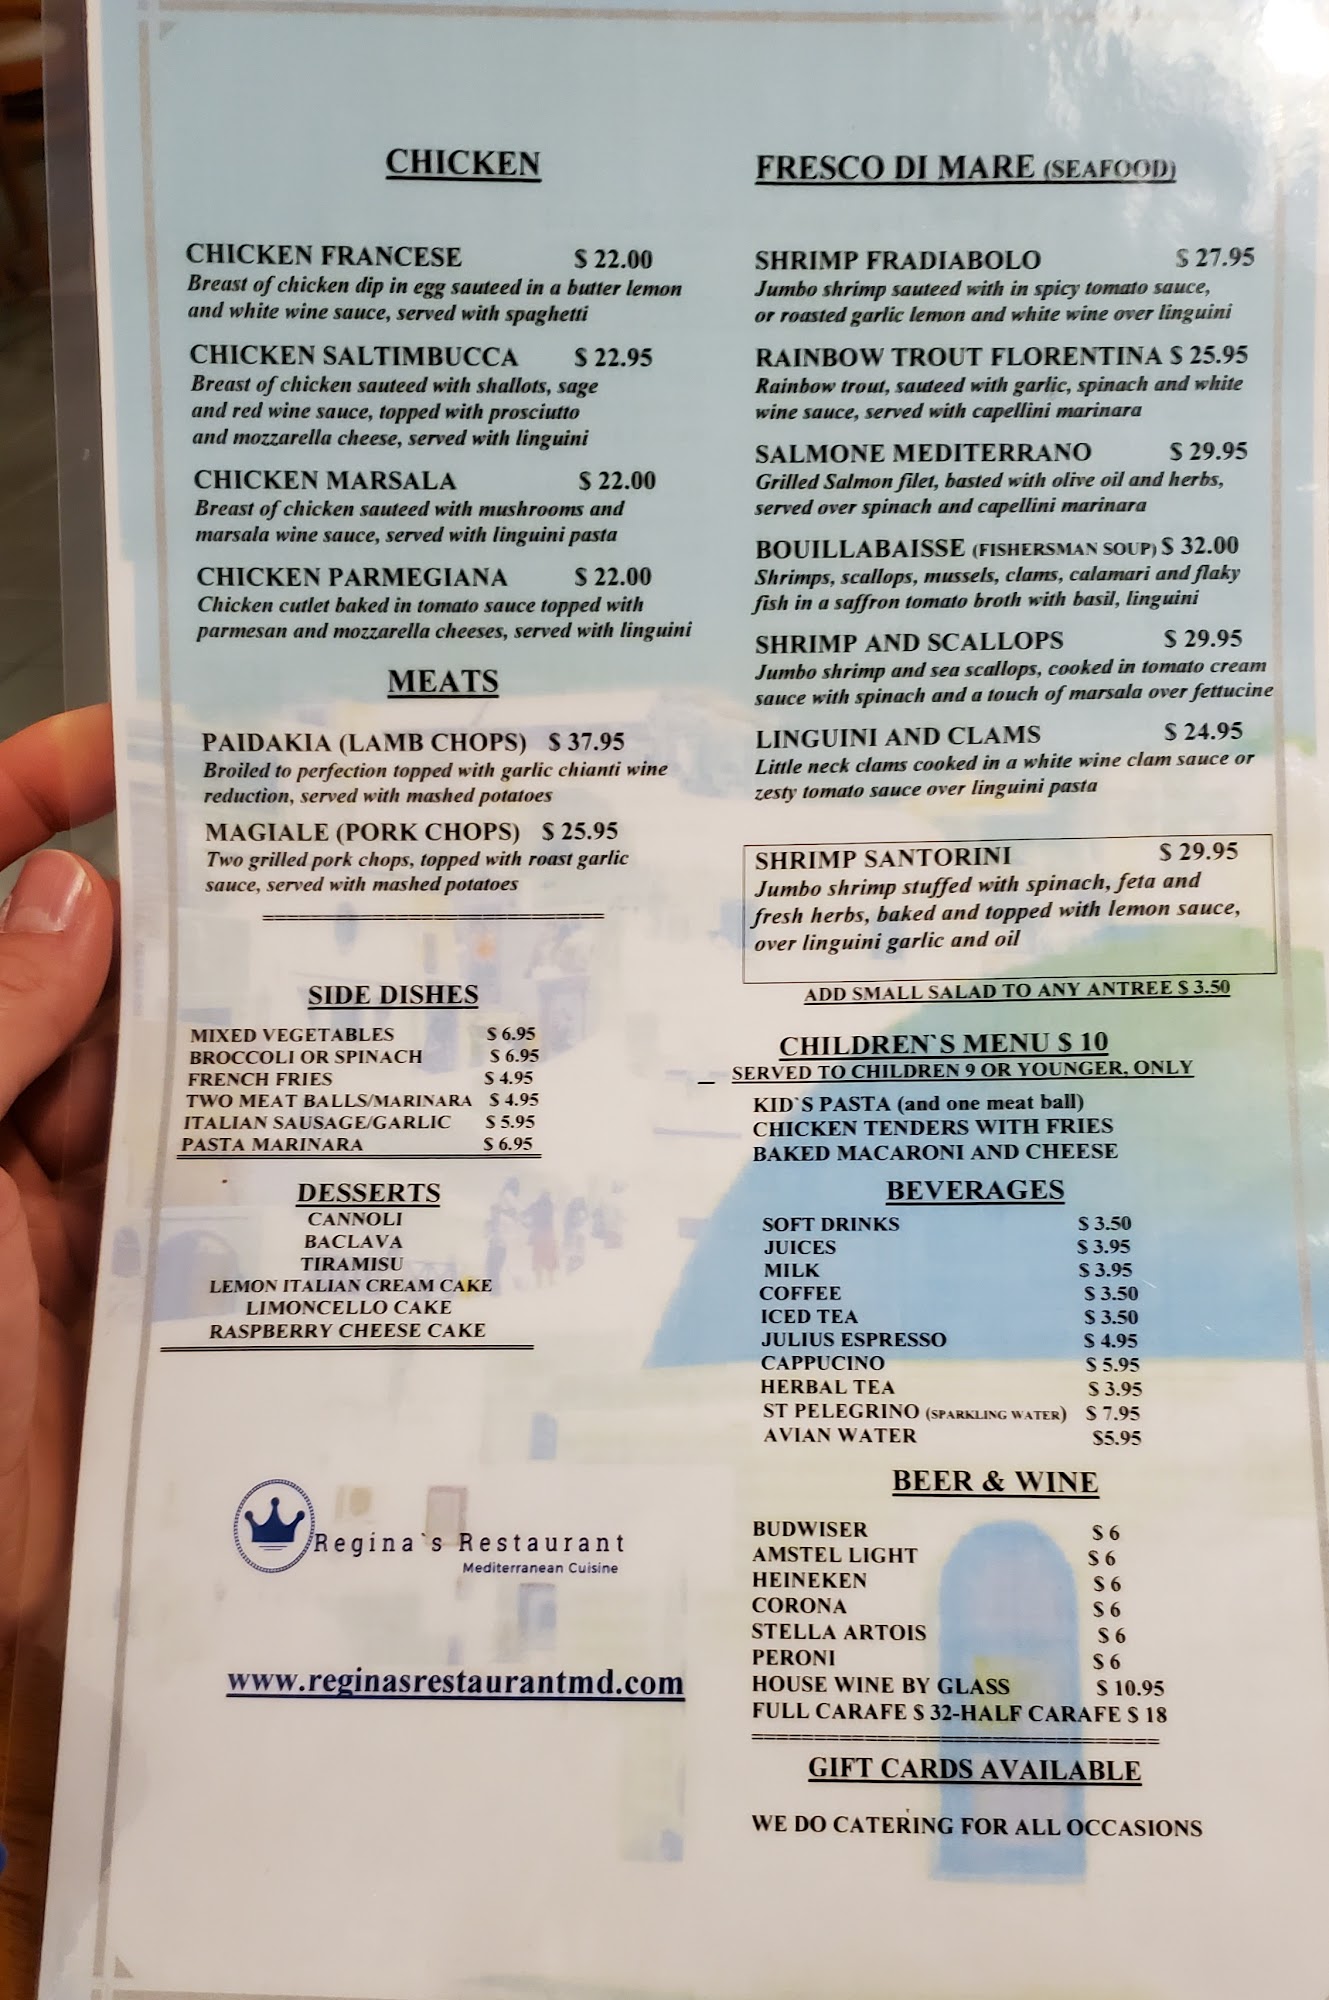 CHICKEN
CHICKEN FRANCESE $ 22.00
Breast of chicken dip in egg sauteed in a butter lemon
and white wine sauce, served with spaghetti
CHICKEN SALTIMBUCCA $ 22.95
Breast of chicken sauteed with shallots, sage
and red wine sauce, topped with prosciutto
and mozzarella cheese, served with linguini
CHICKEN MARSALA $ 22.00
Breast of chicken sauteed with mushrooms and
marsala wine sauce, served with linguini pasta
CHICKEN PARMEGIANA $ 22.00
Chicken cutlet baked in tomato sauce topped with
parmesan and mozzarella cheeses, served with linguini
MEATS
PAIDAKIA (LAMB CHOPS) $ 37.95
Broiled to perfection topped with garlic chianti wine
reduction, served with mashed potatoes
MAGIALE (PORK CHOPS) $ 25.95
Two grilled pork chops, topped with roast garlic
sauce, served with mashed potatoes
SIDE DISHES
MIXED VEGETABLES $ 6.95
BROCCOLI OR SPINACH $ 6.95
FRENCH FRIES $ 4.95
TWO MEAT BALLS/MARINARA $ 4.95
ITALIAN SAUSAGE/GARLIC $ 5.95
PASTA MARINARA $ 6.95
DESSERTS
CANNOLI
BACLAVA
TIRAMISU
LEMON ITALIAN CREAM CAKE
LIMONCELLO CAKE
RASPBERRY CHEESE CAKE
Regina`s Restaurant
Mediterranean Cuisine
www.reginasrestaurantmd.com
FRESCO DI MARE (SEAFOOD)
SHRIMP FRADIABOLO $ 27.95
Jumbo shrimp sauteed with in spicy tomato sauce,
or roasted garlic lemon and white wine over linguini
RAINBOW TROUT FLORENTINA $ 25.95
Rainbow trout, sauteed with garlic, spinach and white
wine sauce, served with capellini marinara
SALMONE MEDITERRANO $ 29.95
Grilled Salmon filet, basted with olive oil and herbs,
served over spinach and capellini marinara
BOUILLABAISSE (FISHERSMAN SOUP) $ 32.00
Shrimps, scallops, mussels, clams, calamari and flaky
fish in a saffron tomato broth with basil, linguini
SHRIMP AND SCALLOPS $ 29.95
Jumbo shrimp and sea scallops, cooked in tomato cream
sauce with spinach and a touch of marsala over fettucine
LINGUINI AND CLAMS $ 24.95
Little neck clams cooked in a white wine clam sauce or
zesty tomato sauce over linguini pasta
SHRIMP SANTORINI $ 29.95
Jumbo shrimp stuffed with spinach, feta and
fresh herbs, baked and topped with lemon sauce,
over linguini garlic and oil
ADD SMALL SALAD TO ANY ANTREE $ 3.50
CHILDREN`S MENU $ 10
SERVED TO CHILDREN 9 OR YOUNGER, ONLY
KID`S PASTA (and one meat ball)
CHICKEN TENDERS WITH FRIES
BAKED MACARONI AND CHEESE
BEVERAGES
SOFT DRINKS $ 3.50
JUICES $ 3.95
MILK $ 3.95
COFFEE $ 3.50
ICED TEA $ 3.50
JULIUS ESPRESSO $ 4.95
CAPPUCINO $ 5.95
HERBAL TEA $ 3.95
ST PELEGRINO (SPARKLING WATER) $ 7.95
AVIAN WATER $5.95
BEER & WINE
BUDWISER $ 6
AMSTEL LIGHT $ 6
HEINEKEN $ 6
CORONA $ 6
STELLA ARTOIS $ 6
PERONI $ 6
HOUSE WINE BY GLASS $ 10.95
FULL CARAFE $ 32-HALF CARAFE $ 18
GIFT CARDS AVAILABLE
WE DO CATERING FOR ALL OCCASIONS